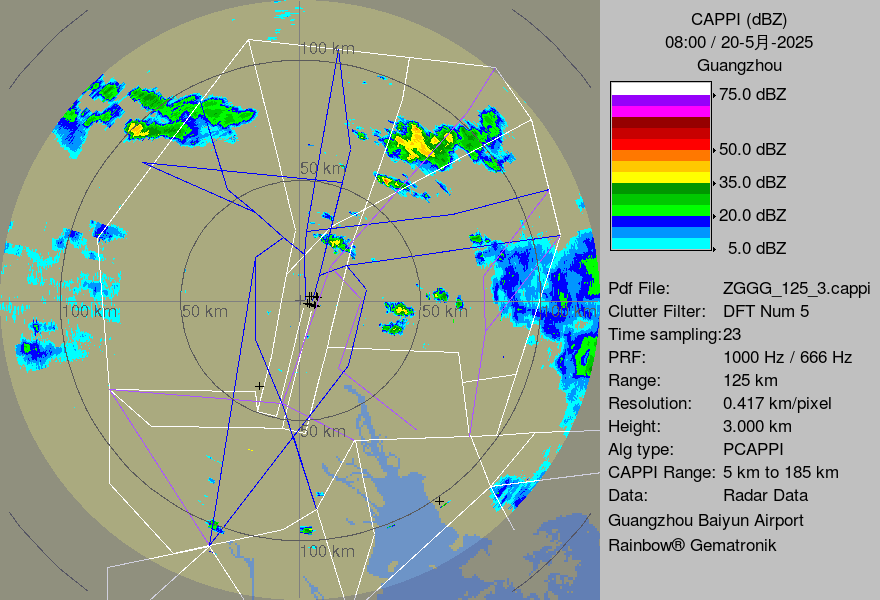 CAPPI (dBZ)
08:00 / 20-5月-2025
Guangzhou
75.0 dBZ
50.0 dBZ
35.0 dBZ
20.0 dBZ
5.0 dBZ
Pdf File: ZGGG_125_3.cappi
Clutter Filter: DFT Num 5
Time sampling:23
PRF: 1000 Hz / 666 Hz
Range: 125 km
Resolution: 0.417 km/pixel
Height: 3.000 km
Alg type: PCAPPI
CAPPI Range: 5 km to 185 km
Data: Radar Data
Guangzhou Baiyun Airport
Rainbow® Gematronik
100 km
50 km
100 km
50 km
50 km
100 km
50 km
100 km